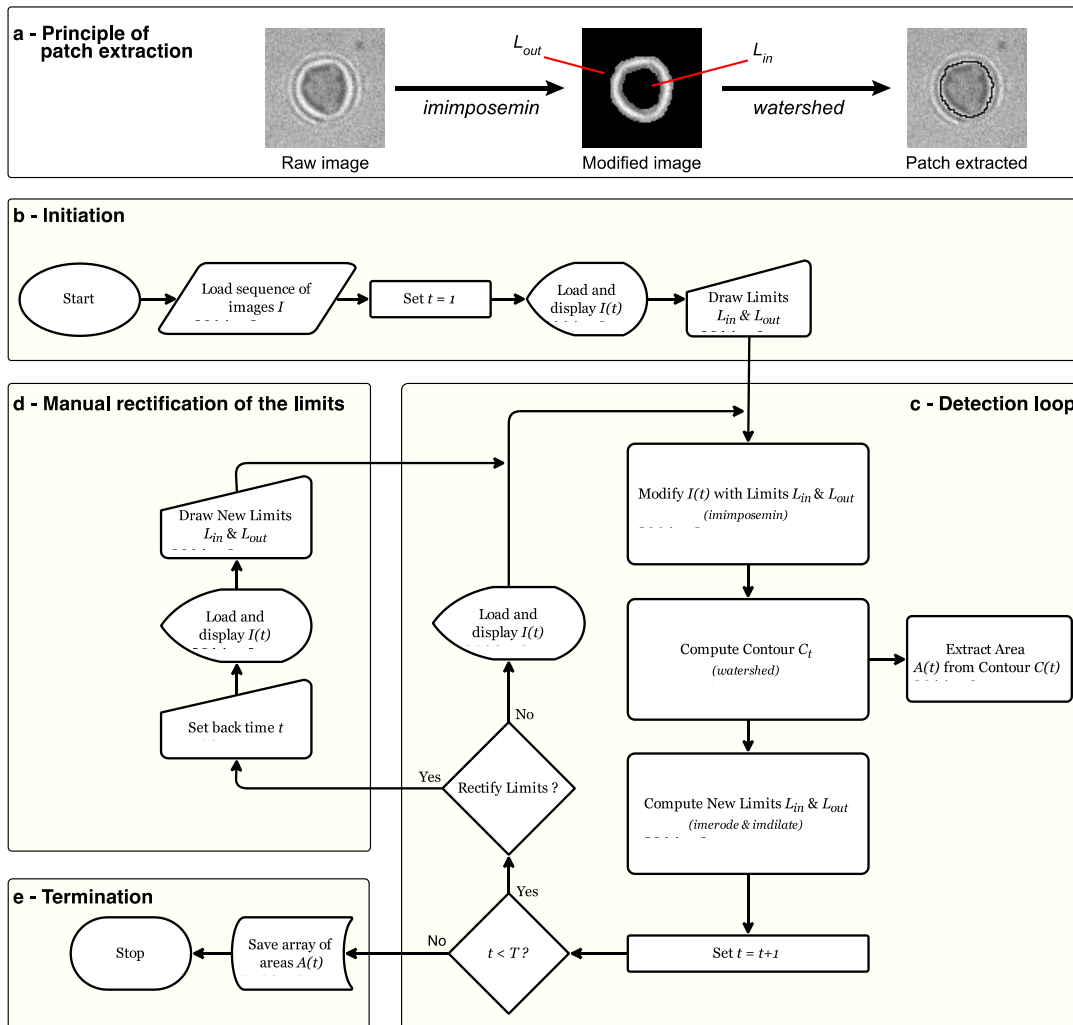 a - Principle of
patch extraction
L_out
L_in
imimposemin
watershed
Raw image
Modified image
Patch extracted
b - Initiation
Start
Load sequence of
images I
Set t = 1
Load and
display I(t)
Draw Limits
L_in & L_out
d - Manual rectification of the limits
Draw New Limits
L_in & L_out
Load and
display I(t)
Set back time t
c - Detection loop
Modify I(t) with Limits L_in & L_out
(imimposemin)
Compute Contour C_t
(watershed)
Extract Area
A(t) from Contour C(t)
Compute New Limits L_in & L_out
(imerode & imdilate)
Set t = t+1
Load and
display I(t)
No
Yes
Rectify Limits ?
Yes
t < T ?
No
e - Termination
Stop
Save array of
areas A(t)